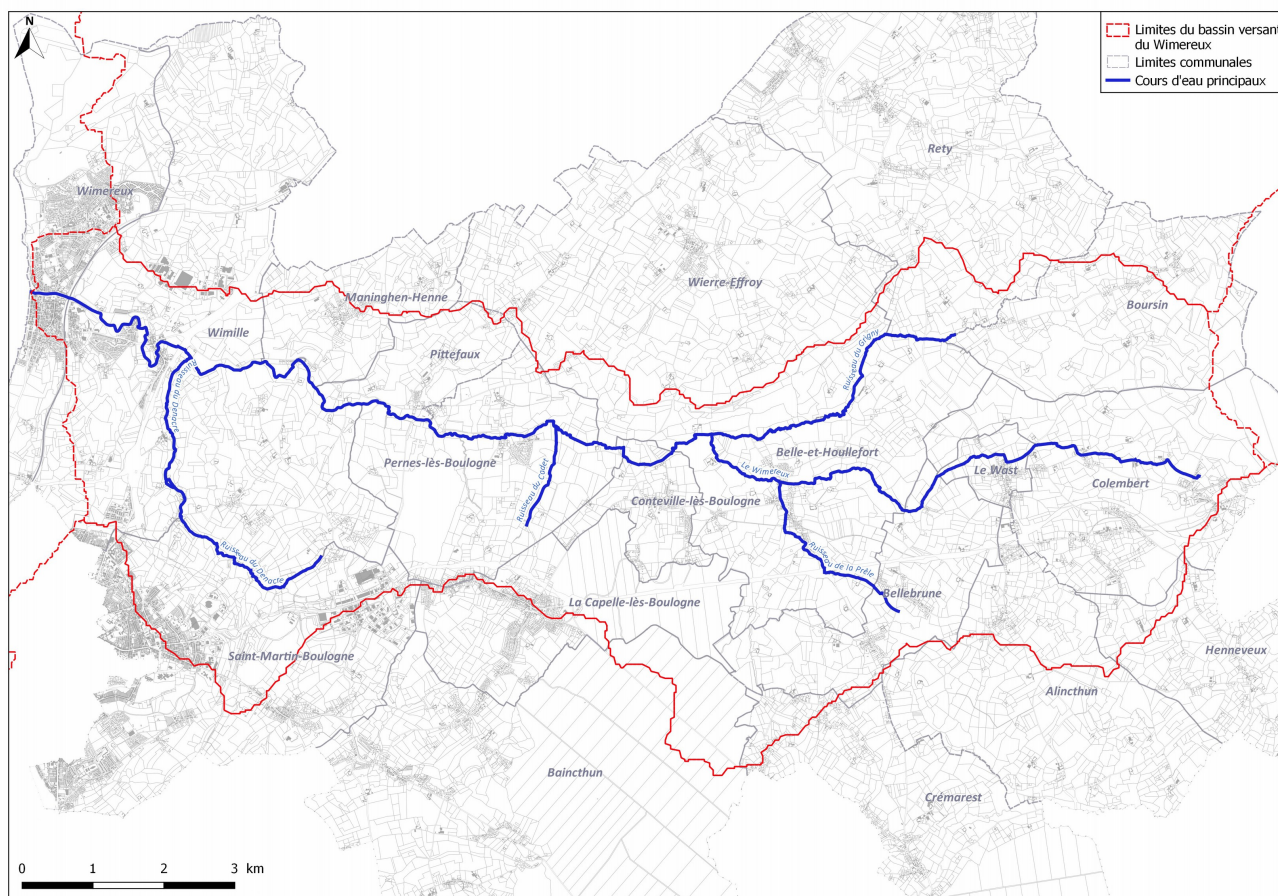 N
Limites du bassin versant
du Wimereux
Limites communales
Cours d'eau principaux
Rety
Wimereux
Wierre-Effroy
Maninghen-Henne
Boursin
Wimille
Pittefaux
Ruisseau du Grigny
Ruisseau du Denacre
Belle-et-Houllefort
Pernes-lès-Boulogne
Le Wimereux
Le Wast
Colembert
Ruisseau du Cadet
Conteville-lès-Boulogne
Ruisseau du Denacre
Ruisseau de la Prêle
Bellebrune
La Capelle-lès-Boulogne
Saint-Martin-Boulogne
Henneveux
Alincthun
Baincthun
Crémarest
0 1 2 3 km